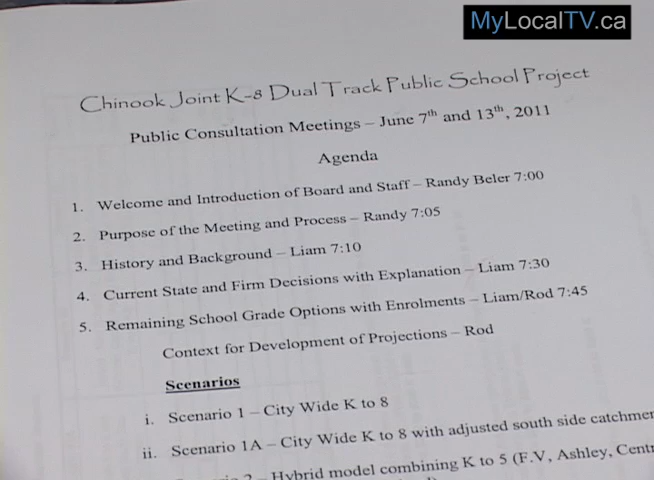 MyLocalTV.ca
Chinook Joint K-8 Dual Track Public School Project
Public Consultation Meetings – June 7th and 13th, 2011
Agenda
1. Welcome and Introduction of Board and Staff – Randy Beler 7:00
2. Purpose of the Meeting and Process – Randy 7:05
3. History and Background – Liam 7:10
4. Current State and Firm Decisions with Explanation – Liam 7:30
5. Remaining School Grade Options with Enrolments – Liam/Rod 7:45
Context for Development of Projections – Rod
Scenarios
i. Scenario 1 – City Wide K to 8
ii. Scenario 1A – City Wide K to 8 with adjusted south side catchmen
2 – Hybrid model combining K to 5 (F.V, Ashley, Centr